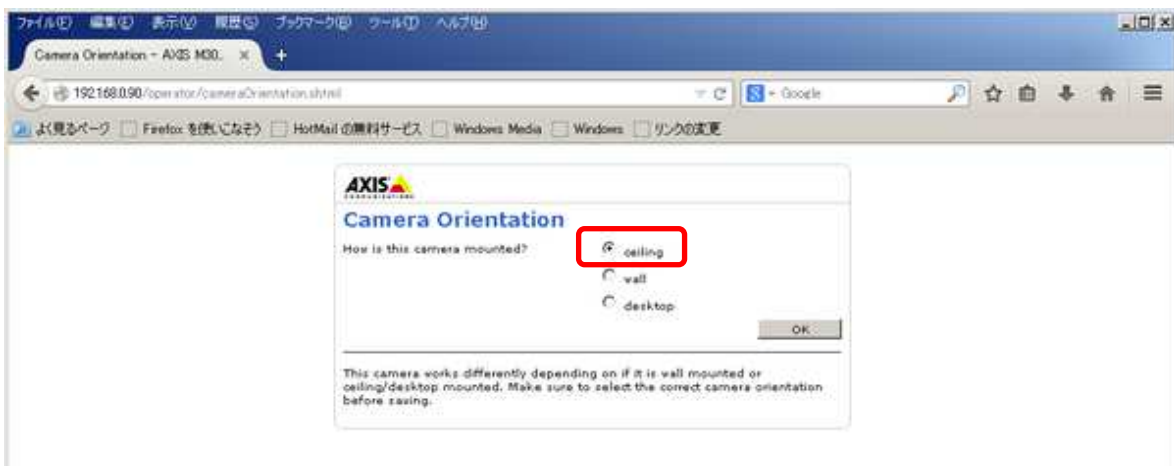 ファイル(F) 編集(E) 表示(V) 履歴(S) ブックマーク(B) ツール(T) ヘルプ(H)
Camera Orientation - AXIS M30.
192.168.0.90/operator/cameraOrientation.shtml
Google
よく見るページ Firefox を使いこなそう HotMail の無料サービス Windows Media Windows リンクの変更
AXIS
COMMUNICATIONS
Camera Orientation
How is this camera mounted?
ceiling
wall
desktop
OK
This camera works differently depending on if it is wall mounted or
ceiling/desktop mounted. Make sure to select the correct camera orientation
before saving.